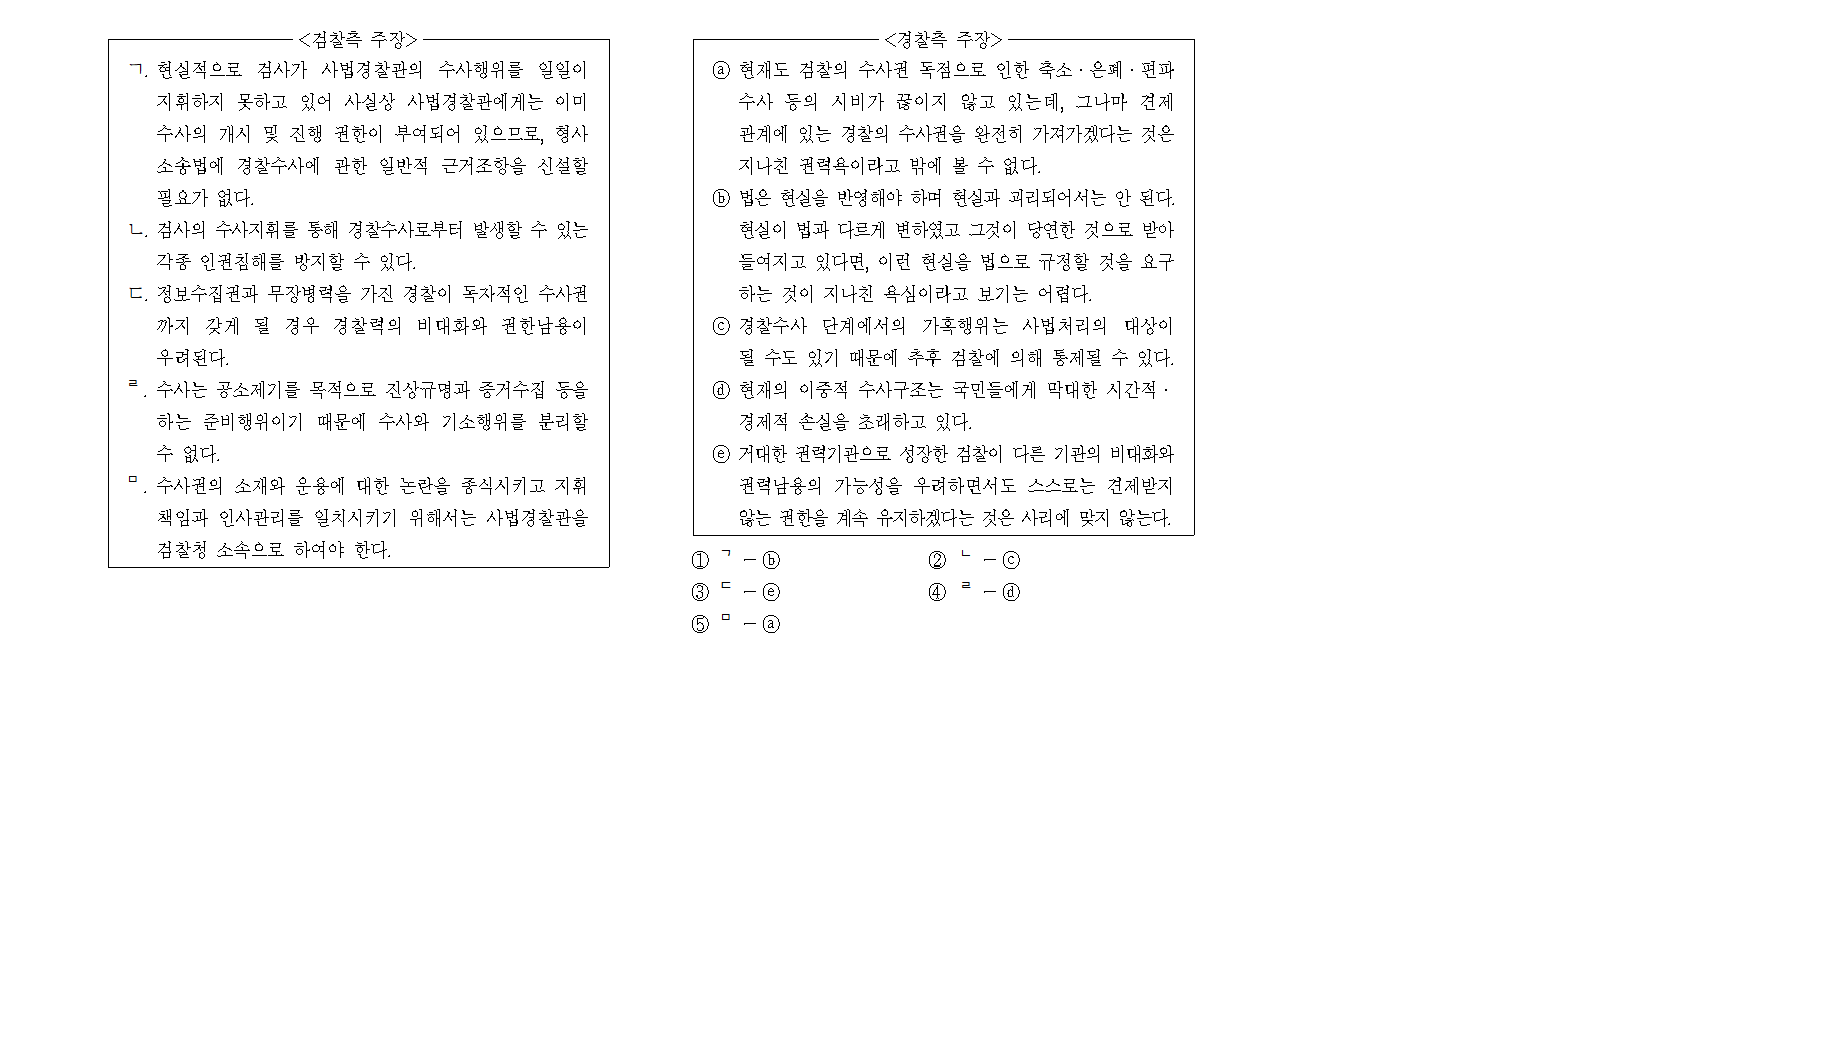 <검찰측 주장>
ㄱ. 현실적으로 검사가 사법경찰관의 수사행위를 일일이
지휘하지 못하고 있어 사실상 사법경찰관에게는 이미
수사의 개시 및 진행 권한이 부여되어 있으므로, 형사
소송법에 경찰수사에 관한 일반적 근거조항을 신설할
필요가 없다.
ㄴ. 검사의 수사지휘를 통해 경찰수사로부터 발생할 수 있는
각종 인권침해를 방지할 수 있다.
ㄷ. 정보수집권과 무장병력을 가진 경찰이 독자적인 수사권
까지 갖게 될 경우 경찰력의 비대화와 권한남용이
우려된다.
ㄹ. 수사는 공소제기를 목적으로 진상규명과 증거수집 등을
하는 준비행위이기 때문에 수사와 기소행위를 분리할
수 없다.
ㅁ. 수사권의 소재와 운용에 대한 논란을 종식시키고 지휘
책임과 인사관리를 일치시키기 위해서는 사법경찰관을
검찰청 소속으로 하여야 한다.
<경찰측 주장>
ⓐ 현재도 검찰의 수사권 독점으로 인한 축소·은폐·편파
수사 등의 시비가 끊이지 않고 있는데, 그나마 견제
관계에 있는 경찰의 수사권을 완전히 가져가겠다는 것은
지나친 권력욕이라고 밖에 볼 수 없다.
ⓑ 법은 현실을 반영해야 하며 현실과 괴리되어서는 안 된다.
현실이 법과 다르게 변하였고 그것이 당연한 것으로 받아
들여지고 있다면, 이런 현실을 법으로 규정할 것을 요구
하는 것이 지나친 욕심이라고 보기는 어렵다.
ⓒ 경찰수사 단계에서의 가혹행위는 사법처리의 대상이
될 수도 있기 때문에 추후 검찰에 의해 통제될 수 있다.
ⓓ 현재의 이중적 수사구조는 국민들에게 막대한 시간적·
경제적 손실을 초래하고 있다.
ⓔ 거대한 권력기관으로 성장한 검찰이 다른 기관의 비대화와
권력남용의 가능성을 우려하면서도 스스로는 견제받지
않는 권한을 계속 유지하겠다는 것은 사리에 맞지 않는다.
① ㄱ - ⓑ ② ㄴ - ⓒ
③ ㄷ - ⓔ ④ ㄹ - ⓓ
⑤ ㅁ - ⓐ